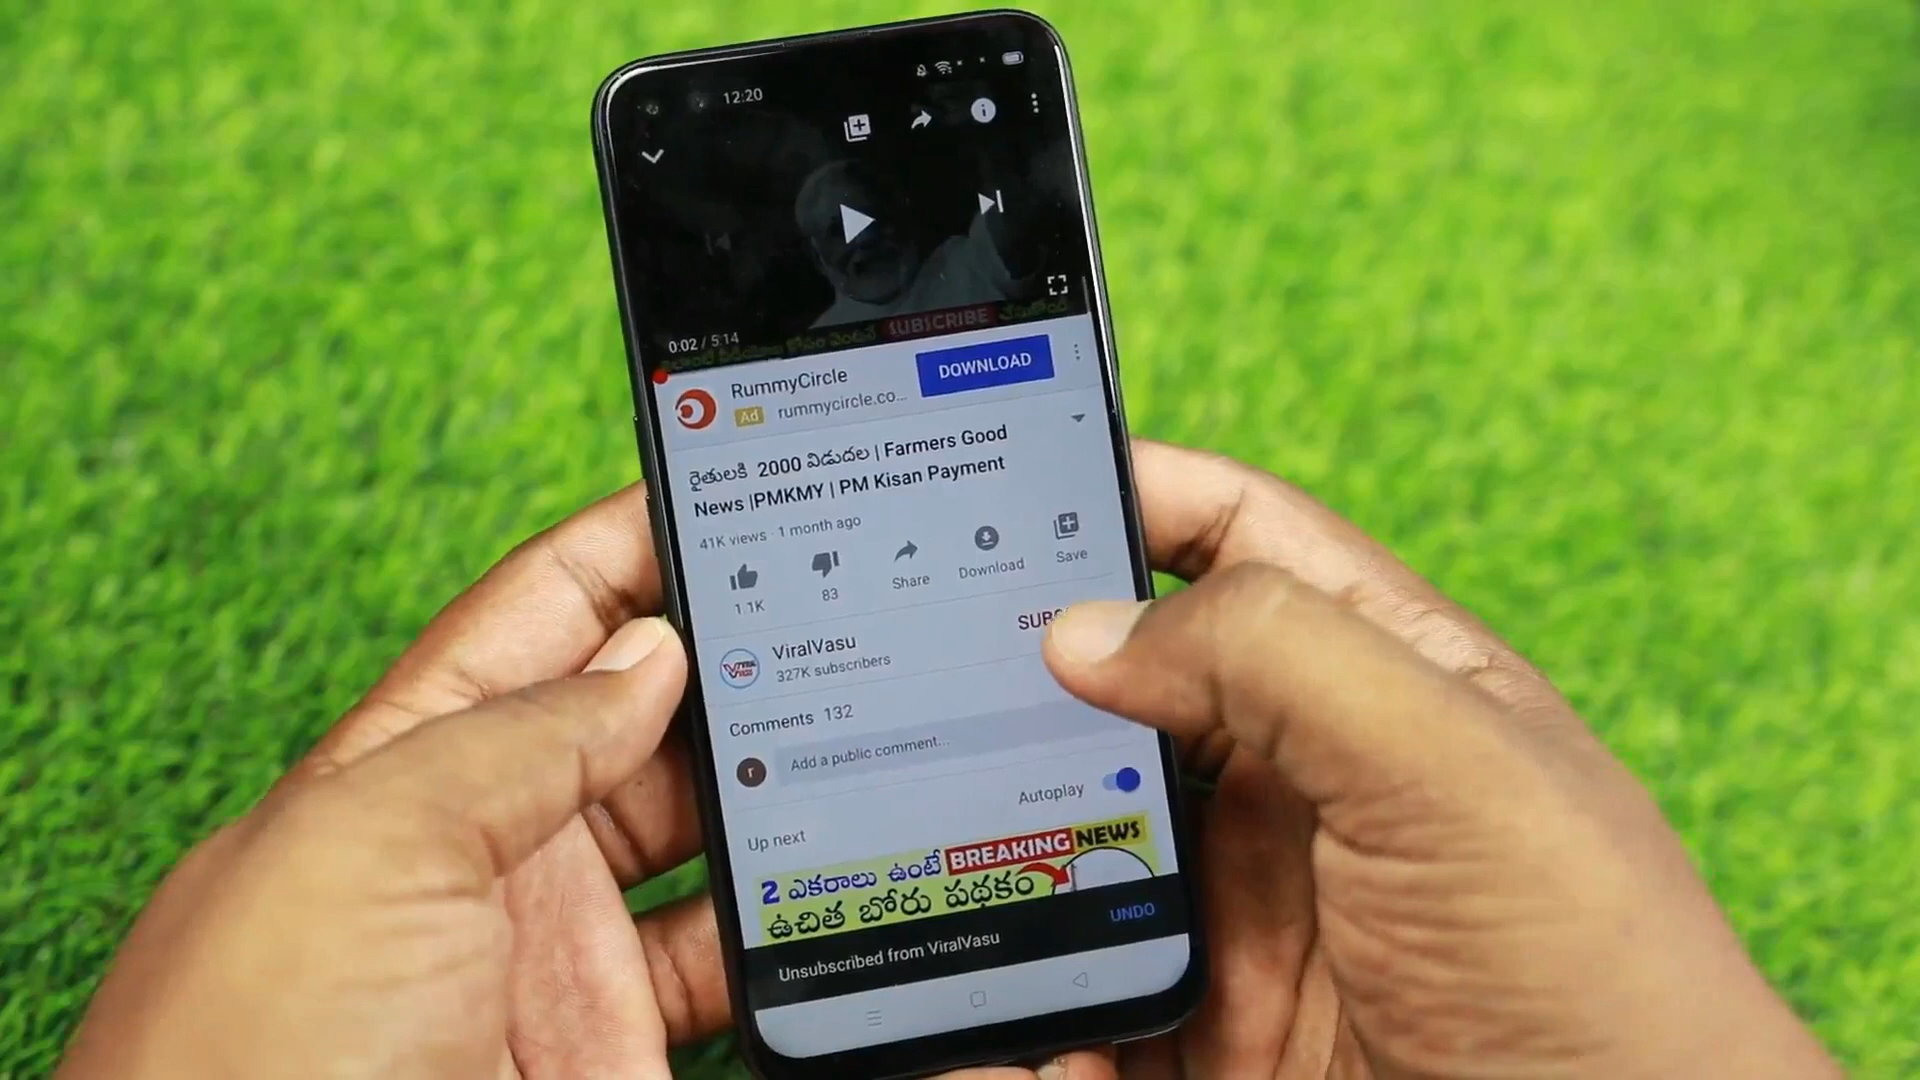 12:20
SUBSCRIBE
0:02 / 5:14
RummyCircle
Ad rummycircle.co...
DOWNLOAD
రైతులకి 2000 విడుదల | Farmers Good
News |PMKMY | PM Kisan Payment
41K views · 1 month ago
1.1K
83
Share
Download
Save
ViralVasu
327K subscribers
Comments 132
r
Add a public comment...
Autoplay
Up next
2 ఎకరాలు ఉంటే BREAKING NEWS
ఉచిత బోరు పథకం
Unsubscribed from ViralVasu
UNDO